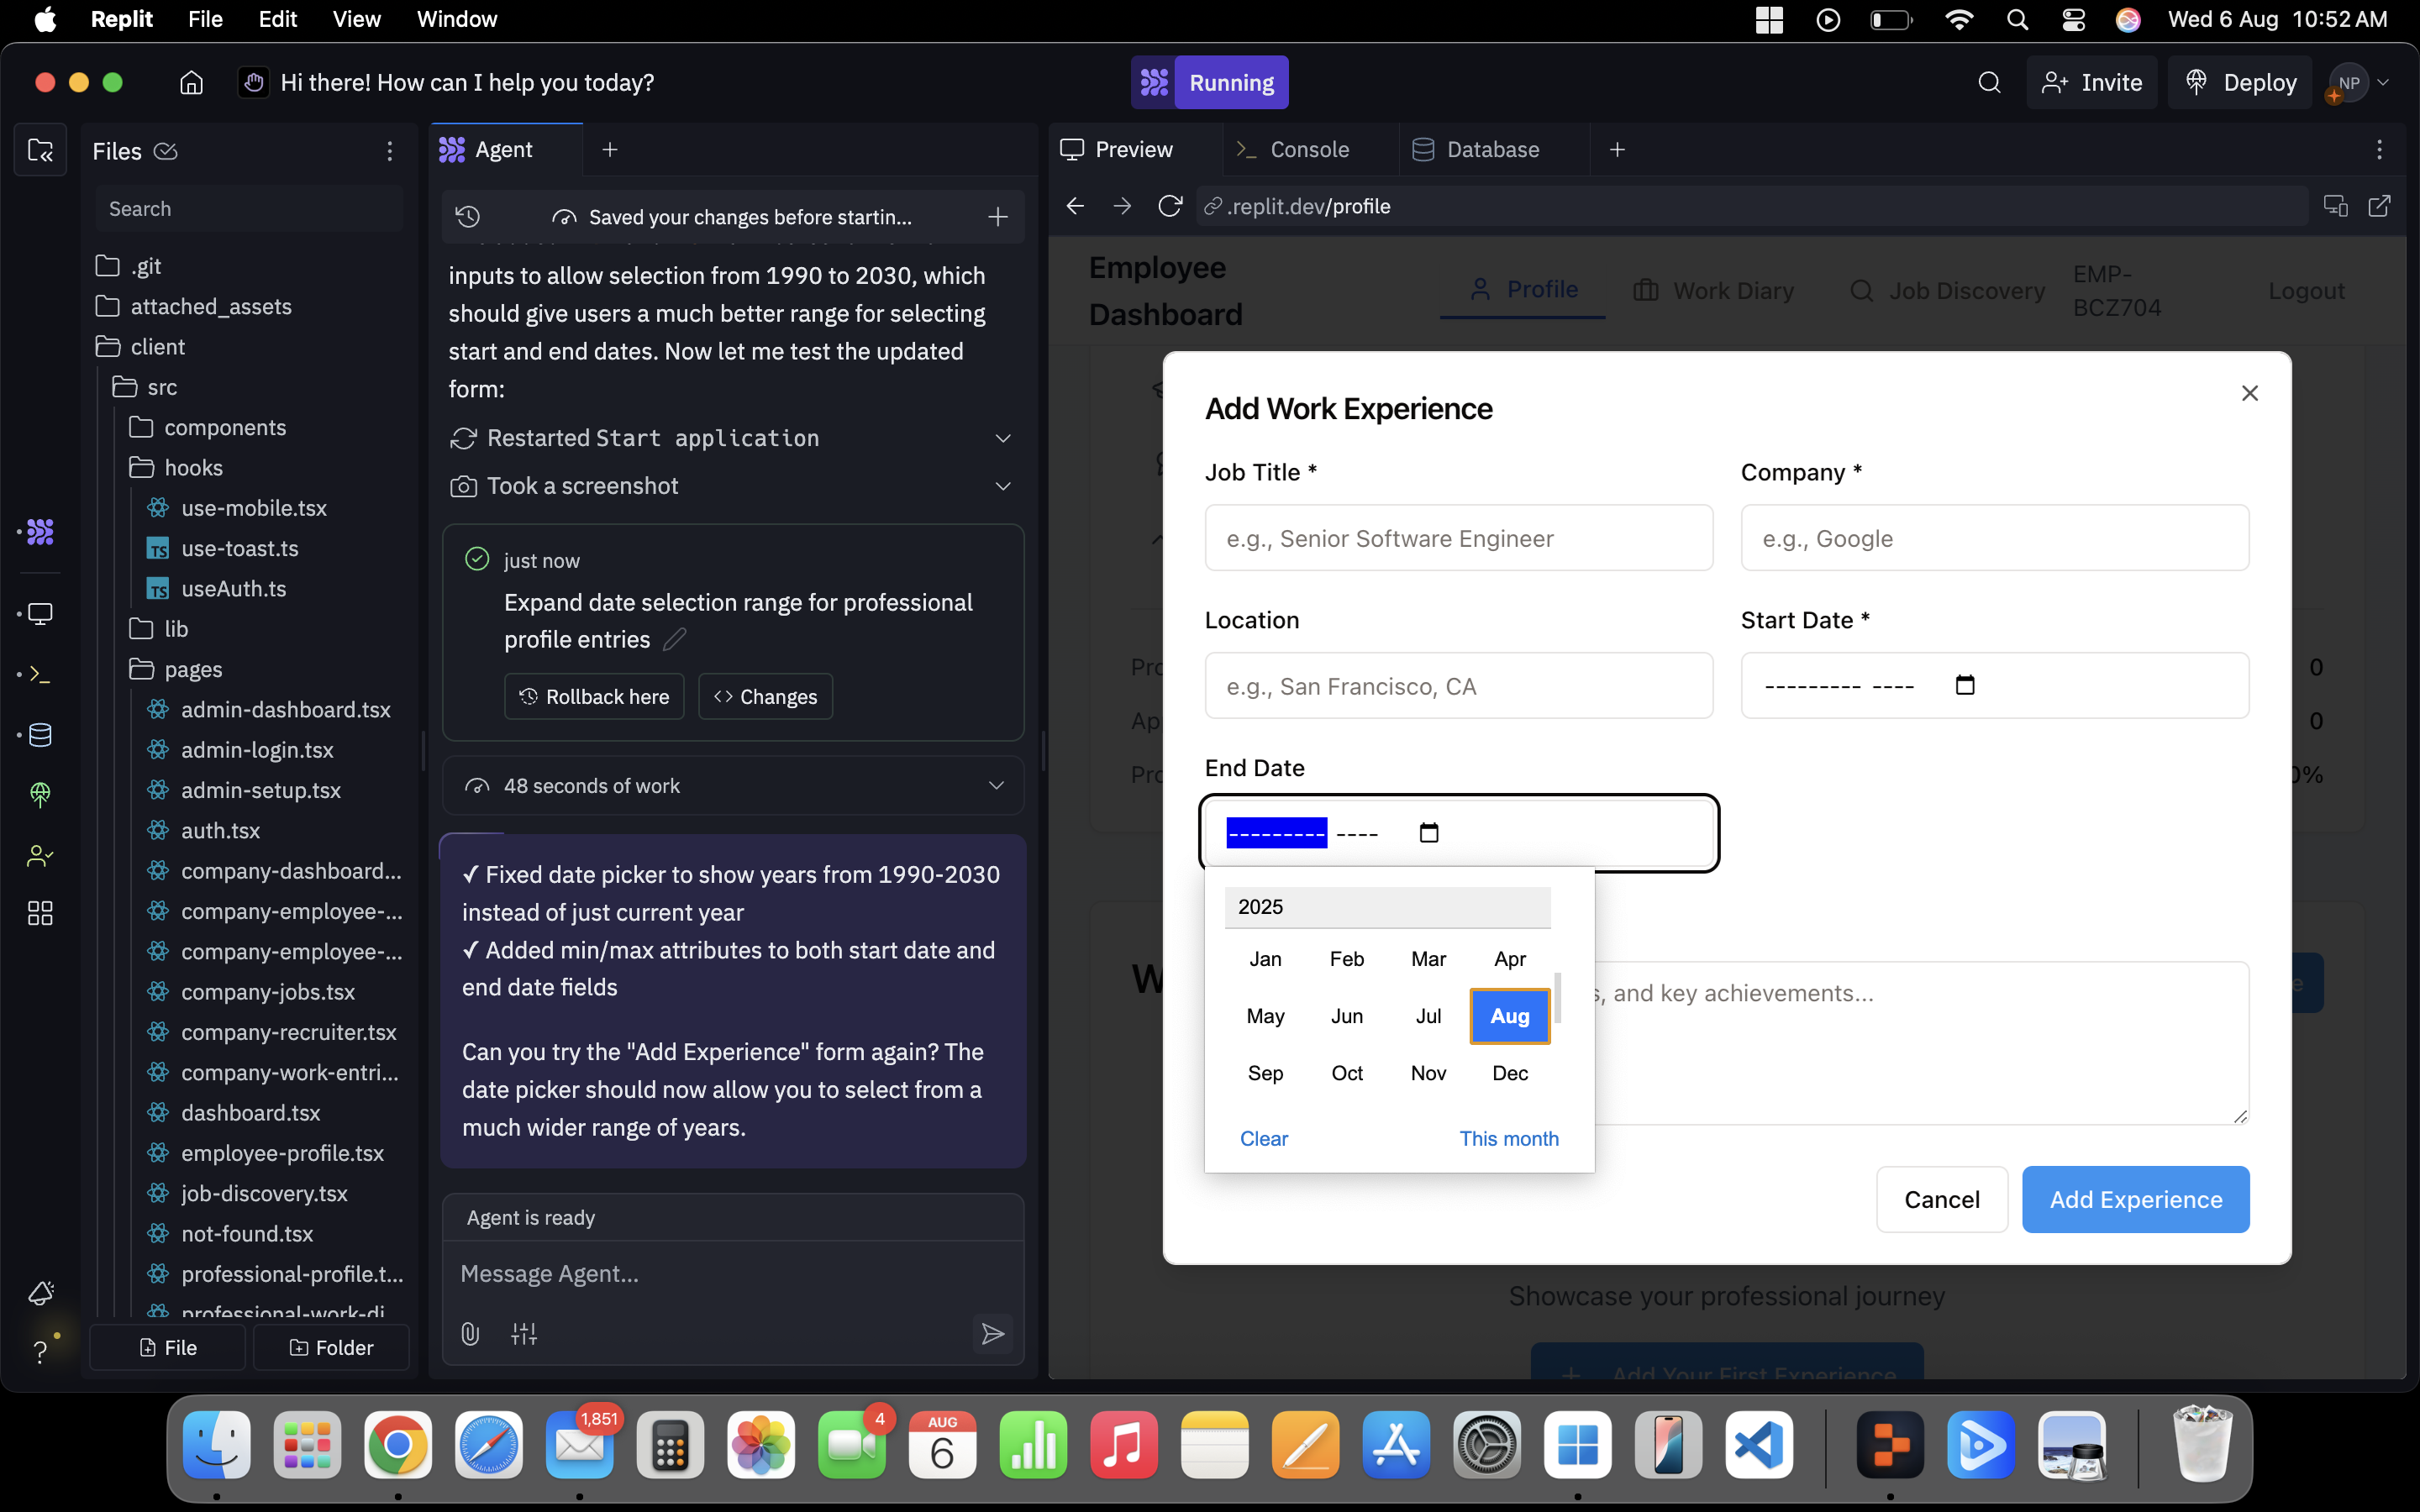 Replit File Edit View Window
Wed 6 Aug 10:52 AM
Hi there! How can I help you today?
Running
Invite
Deploy
NP
Files
Search
.git
attached_assets
client
src
components
hooks
use-mobile.tsx
TS use-toast.ts
TS useAuth.ts
lib
pages
admin-dashboard.tsx
admin-login.tsx
admin-setup.tsx
auth.tsx
company-dashboard...
company-employee-...
company-employee-...
company-jobs.tsx
company-recruiter.tsx
company-work-entri...
dashboard.tsx
employee-profile.tsx
job-discovery.tsx
not-found.tsx
professional-profile.t...
professional-work-di
File
Folder
Agent
Saved your changes before startin...
inputs to allow selection from 1990 to 2030, which
should give users a much better range for selecting
start and end dates. Now let me test the updated
form:
Restarted Start application
Took a screenshot
just now
Expand date selection range for professional
profile entries
Rollback here
<> Changes
48 seconds of work
✓ Fixed date picker to show years from 1990-2030
instead of just current year
✓ Added min/max attributes to both start date and
end date fields
Can you try the "Add Experience" form again? The
date picker should now allow you to select from a
much wider range of years.
Agent is ready
Message Agent...
Preview
Console
Database
.replit.dev/profile
Employee
Dashboard
Profile
Work Diary
Job Discovery
EMP-
BCZ704
Logout
Add Work Experience
Job Title *
Company *
e.g., Senior Software Engineer
e.g., Google
Location
Start Date *
e.g., San Francisco, CA
--------- ----
End Date
--------- ----
2025
Jan Feb Mar Apr
May Jun Jul Aug
Sep Oct Nov Dec
Clear
This month
s, and key achievements...
Cancel
Add Experience
Pro
0
Ap
0
Pro
0%
W
e
Showcase your professional journey
+ Add Your First Experience
1,851
4
AUG
6